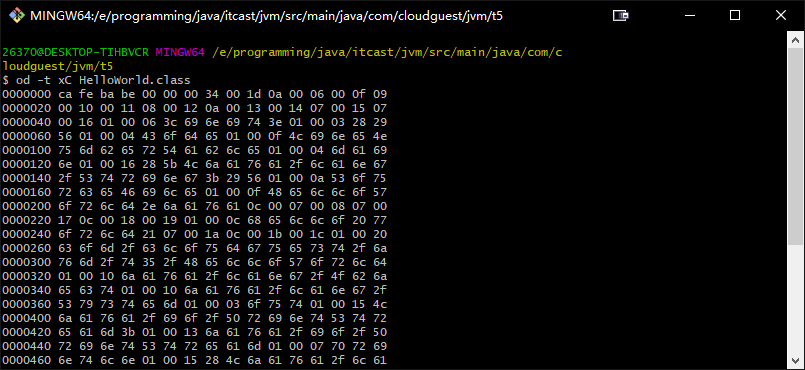 MINGW64:/e/programming/java/itcast/jvm/src/main/java/com/cloudguest/jvm/t5
26370@DESKTOP-TIHBVCR MINGW64 /e/programming/java/itcast/jvm/src/main/java/com/c
loudguest/jvm/t5
$ od -t xC HelloWorld.class
0000000 ca fe ba be 00 00 00 34 00 1d 0a 00 06 00 0f 09
0000020 00 10 00 11 08 00 12 0a 00 13 00 14 07 00 15 07
0000040 00 16 01 00 06 3c 69 6e 69 74 3e 01 00 03 28 29
0000060 56 01 00 04 43 6f 64 65 01 00 0f 4c 69 6e 65 4e
0000100 75 6d 62 65 72 54 61 62 6c 65 01 00 04 6d 61 69
0000120 6e 01 00 16 28 5b 4c 6a 61 76 61 2f 6c 61 6e 67
0000140 2f 53 74 72 69 6e 67 3b 29 56 01 00 0a 53 6f 75
0000160 72 63 65 46 69 6c 65 01 00 0f 48 65 6c 6c 6f 57
0000200 6f 72 6c 64 2e 6a 61 76 61 0c 00 07 00 08 07 00
0000220 17 0c 00 18 00 19 01 00 0c 68 65 6c 6c 6f 20 77
0000240 6f 72 6c 64 21 07 00 1a 0c 00 1b 00 1c 01 00 20
0000260 63 6f 6d 2f 63 6c 6f 75 64 67 75 65 73 74 2f 6a
0000300 76 6d 2f 74 35 2f 48 65 6c 6c 6f 57 6f 72 6c 64
0000320 01 00 10 6a 61 76 61 2f 6c 61 6e 67 2f 4f 62 6a
0000340 65 63 74 01 00 10 6a 61 76 61 2f 6c 61 6e 67 2f
0000360 53 79 73 74 65 6d 01 00 03 6f 75 74 01 00 15 4c
0000400 6a 61 76 61 2f 69 6f 2f 50 72 69 6e 74 53 74 72
0000420 65 61 6d 3b 01 00 13 6a 61 76 61 2f 69 6f 2f 50
0000440 72 69 6e 74 53 74 72 65 61 6d 01 00 07 70 72 69
0000460 6e 74 6c 6e 01 00 15 28 4c 6a 61 76 61 2f 6c 61